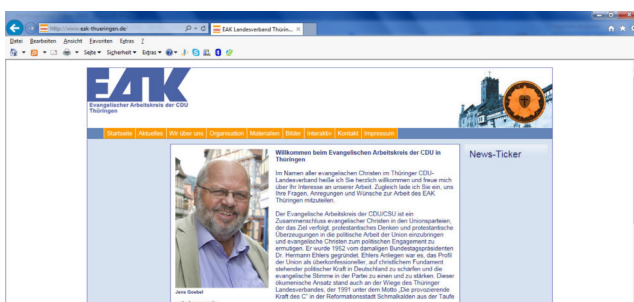 http://www.eak-thueringen.de/
EAK Landesverband Thürin...
Datei Bearbeiten Ansicht Favoriten Extras ?
Seite Sicherheit Extras
EAK
Evangelischer Arbeitskreis der CDU
Thüringen
Startseite Aktuelles Wir über uns Organisation Materialien Bilder Interaktiv Kontakt Impressum
Willkommen beim Evangelischen Arbeitskreis der CDU in
Thüringen
News-Ticker
Im Namen aller evangelischen Christen im Thüringer CDU-
Landesverband heiße ich Sie herzlich willkommen und freue mich
über Ihr Interesse an unserer Arbeit. Zugleich lade ich Sie ein, uns
Ihre Fragen, Anregungen und Wünsche zur Arbeit des EAK
Thüringen mitzuteilen.
Der Evangelische Arbeitskreis der CDU/CSU ist ein
Zusammenschluss evangelischer Christen in den Unionsparteien,
der das Ziel verfolgt, protestantisches Denken und protestantische
Überzeugungen in die politische Arbeit der Union einzubringen
und evangelische Christen zum politischen Engagement zu
ermutigen. Er wurde 1952 vom damaligen Bundestagspräsidenten
Dr. Hermann Ehlers gegründet. Ehlers Anliegen war es, das Profil
der Union als überkonfessioneller, auf christlichem Fundament
stehender politischer Kraft in Deutschland zu schärfen und die
evangelische Stimme in der Partei zu einen und zu stärken. Dieser
ökumenische Ansatz stand auch an der Wiege des Thüringer
Landesverbandes, der 1991 unter dem Motto „Die provozierende
Kraft des C" in der Reformationsstadt Schmalkalden aus der Taufe
Jens Goebel